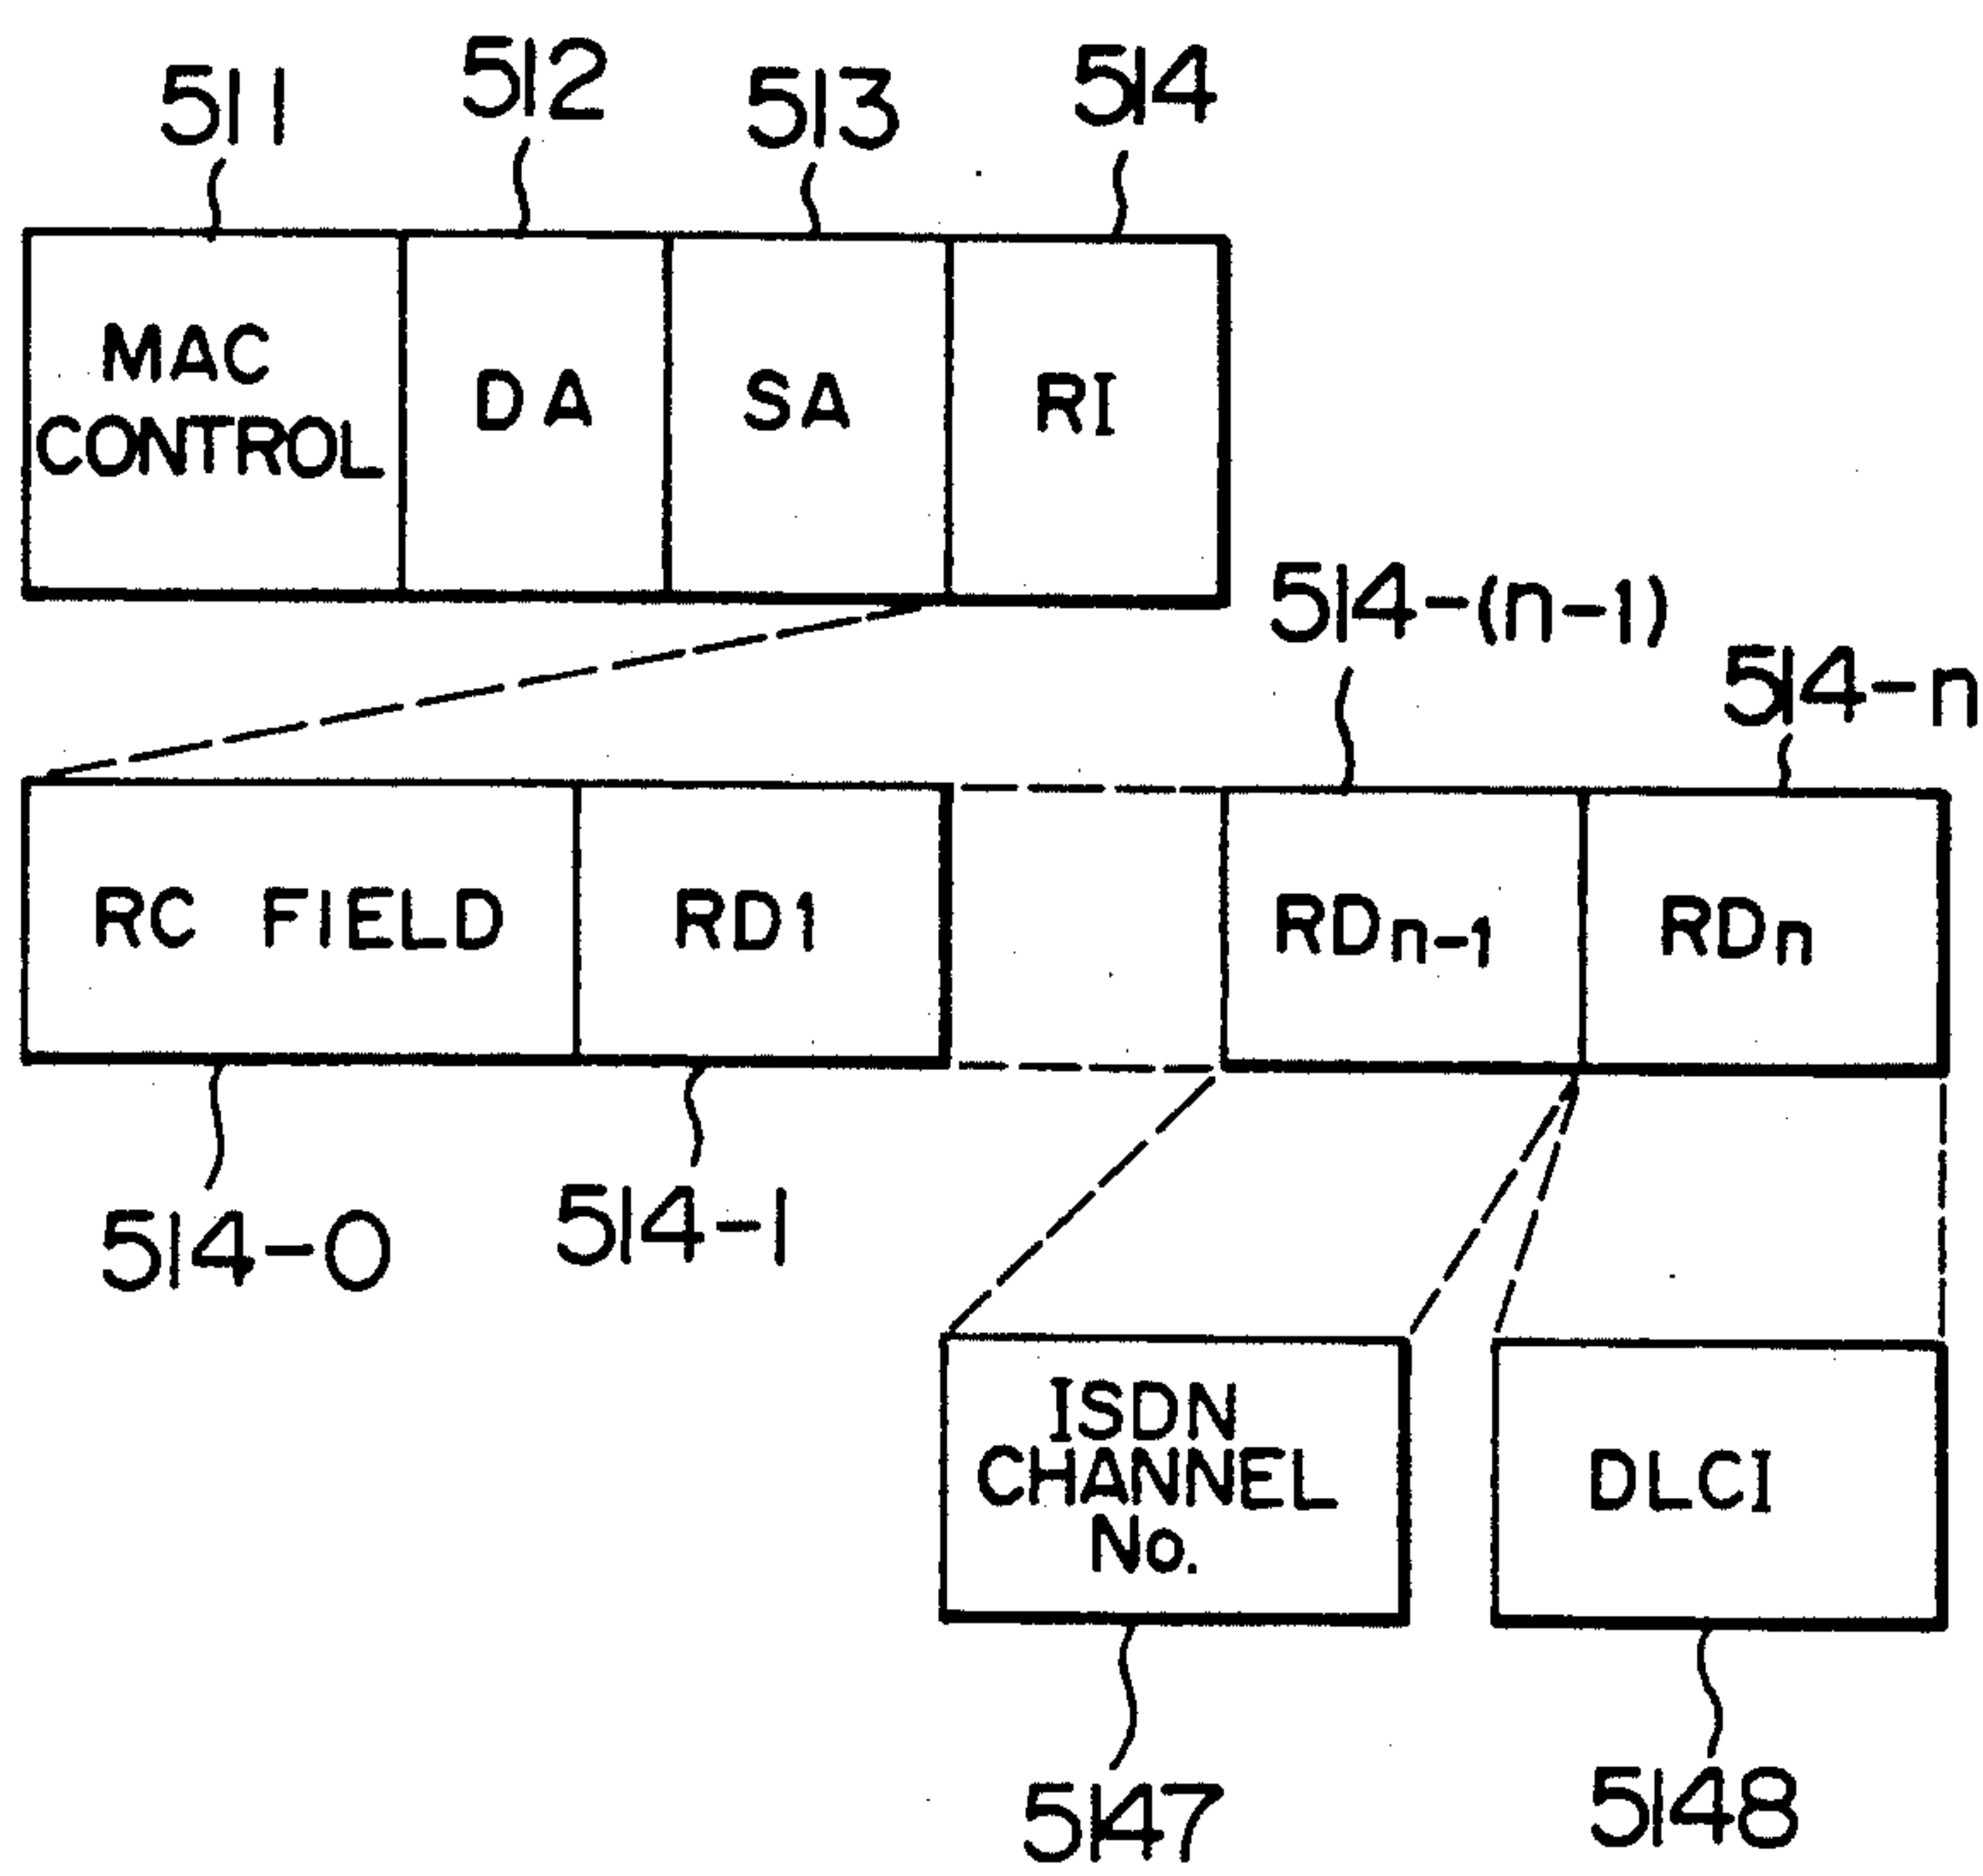 511
512
513
514
MAC
CONTROL
DA
SA
RI
514-(n-1)
514-n
RC FIELD
RD1
RDn-1
RDn
514-0
514-1
ISDN
CHANNEL
No.
DLCI
5147
5148